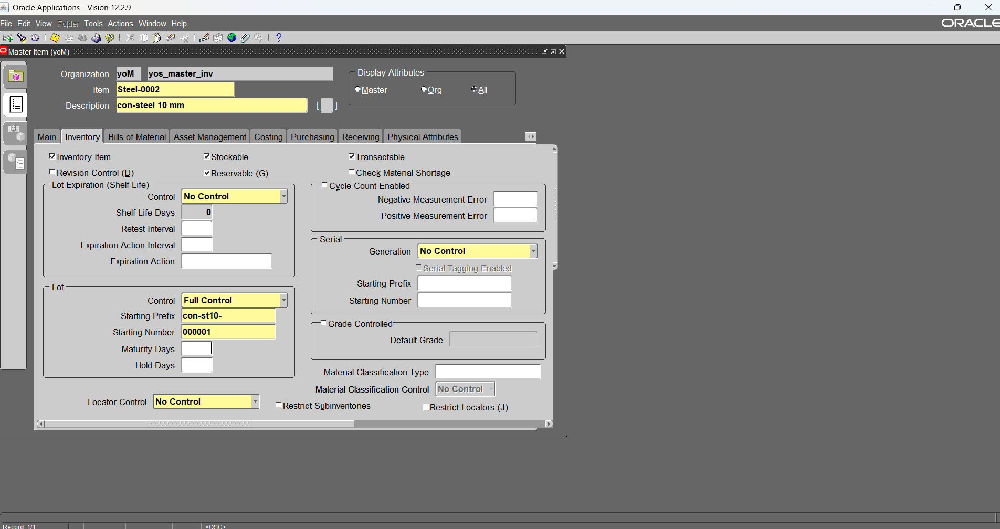 Oracle Applications - Vision 12.2.9
File Edit View Folder Tools Actions Window Help
ORACLE
Master Item (yoM)
Organization yoM yos_master_inv
Item Steel-0002
Description con-steel 10 mm [ ]
Display Attributes
Master Org All
Main Inventory Bills of Material Asset Management Costing Purchasing Receiving Physical Attributes
Inventory Item Stockable Transactable
Revision Control (D) Reservable (G) Check Material Shortage
Lot Expiration (Shelf Life)
Control No Control
Shelf Life Days 0
Retest Interval
Expiration Action Interval
Expiration Action
Cycle Count Enabled
Negative Measurement Error
Positive Measurement Error
Serial
Generation No Control
Serial Tagging Enabled
Starting Prefix
Starting Number
Lot
Control Full Control
Starting Prefix con-st10-
Starting Number 000001
Maturity Days
Hold Days
Grade Controlled
Default Grade
Material Classification Type
Material Classification Control No Control
Locator Control No Control
Restrict Subinventories Restrict Locators (J)
Record: 1/1 <OSC>